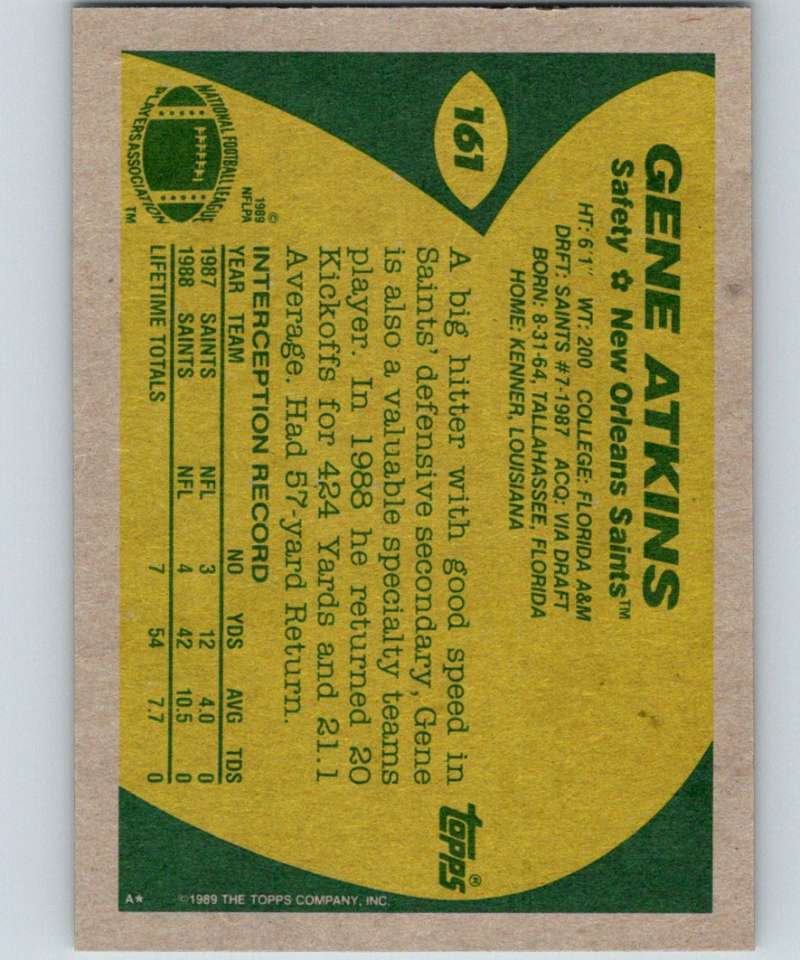 161
GENE ATKINS
Safety ✿ New Orleans Saints™
HT: 6'1" WT: 200 COLLEGE: FLORIDA A&M
DRFT: SAINTS #7-1987 ACQ: VIA DRAFT
BORN: 8-31-64, TALLAHASSEE, FLORIDA
HOME: KENNER, LOUISIANA
A big hitter with good speed in
Saints' defensive secondary, Gene
is also a valuable specialty teams
player. In 1988 he returned 20
Kickoffs for 424 Yards and 21.1
Average. Had 57-yard Return.
INTERCEPTION RECORD
YEAR TEAM NO YDS AVG TDS
1987 SAINTS NFL 3 12 4.0 0
1988 SAINTS NFL 4 42 10.5 0
LIFETIME TOTALS 7 54 7.7 0
NATIONAL FOOTBALL LEAGUE
PLAYERS ASSOCIATION
™
©
1989
NFLPA
topps®
A★ ©1989 THE TOPPS COMPANY, INC.